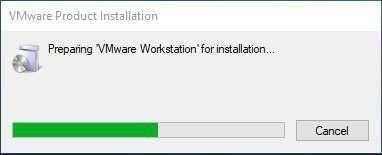 VMware Product Installation
Preparing 'VMware Workstation' for installation...
Cancel